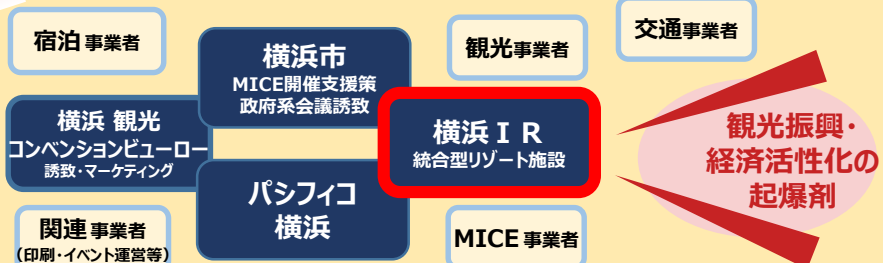 宿泊事業者
横浜市
MICE開催支援策
政府系会議誘致
観光事業者
交通事業者
横浜 観光
コンベンションビューロー
誘致・マーケティング
横浜ＩＲ
統合型リゾート施設
観光振興・
経済活性化の
起爆剤
パシフィコ
横浜
関連事業者
(印刷・イベント運営等)
MICE事業者